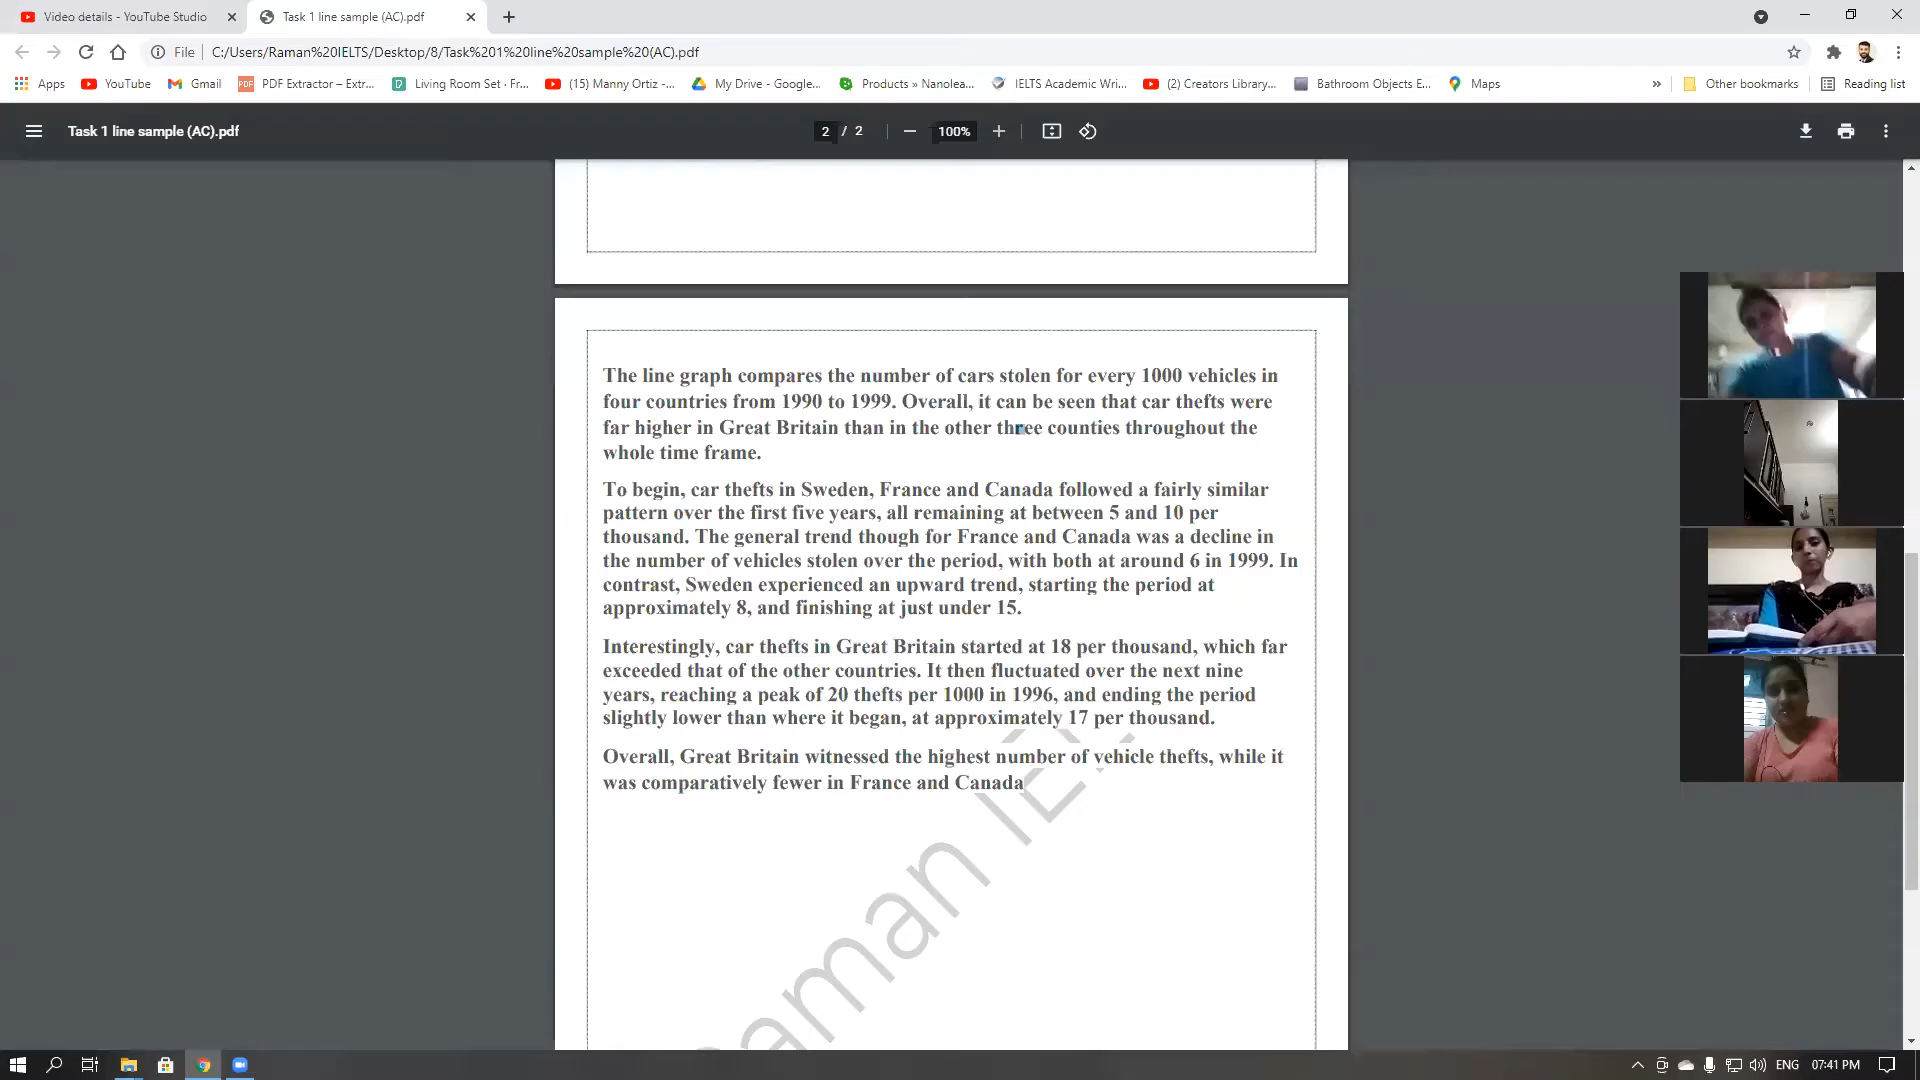 Video details - YouTube Studio
Task 1 line sample (AC).pdf
File
C:/Users/Raman%20IELTS/Desktop/8/Task%201%20line%20sample%20(AC).pdf
Apps
YouTube
Gmail
PDF Extractor – Extr...
Living Room Set · Fr...
(15) Manny Ortiz -...
My Drive - Google...
Products » Nanolea...
IELTS Academic Wri...
(2) Creators Library...
Bathroom Objects E...
Maps
»
Other bookmarks
Reading list
Task 1 line sample (AC).pdf
2 / 2
100%
The line graph compares the number of cars stolen for every 1000 vehicles in
four countries from 1990 to 1999. Overall, it can be seen that car thefts were
far higher in Great Britain than in the other three counties throughout the
whole time frame.
To begin, car thefts in Sweden, France and Canada followed a fairly similar
pattern over the first five years, all remaining at between 5 and 10 per
thousand. The general trend though for France and Canada was a decline in
the number of vehicles stolen over the period, with both at around 6 in 1999. In
contrast, Sweden experienced an upward trend, starting the period at
approximately 8, and finishing at just under 15.
Interestingly, car thefts in Great Britain started at 18 per thousand, which far
exceeded that of the other countries. It then fluctuated over the next nine
years, reaching a peak of 20 thefts per 1000 in 1996, and ending the period
slightly lower than where it began, at approximately 17 per thousand.
Overall, Great Britain witnessed the highest number of vehicle thefts, while it
was comparatively fewer in France and Canada
ENG
07:41 PM